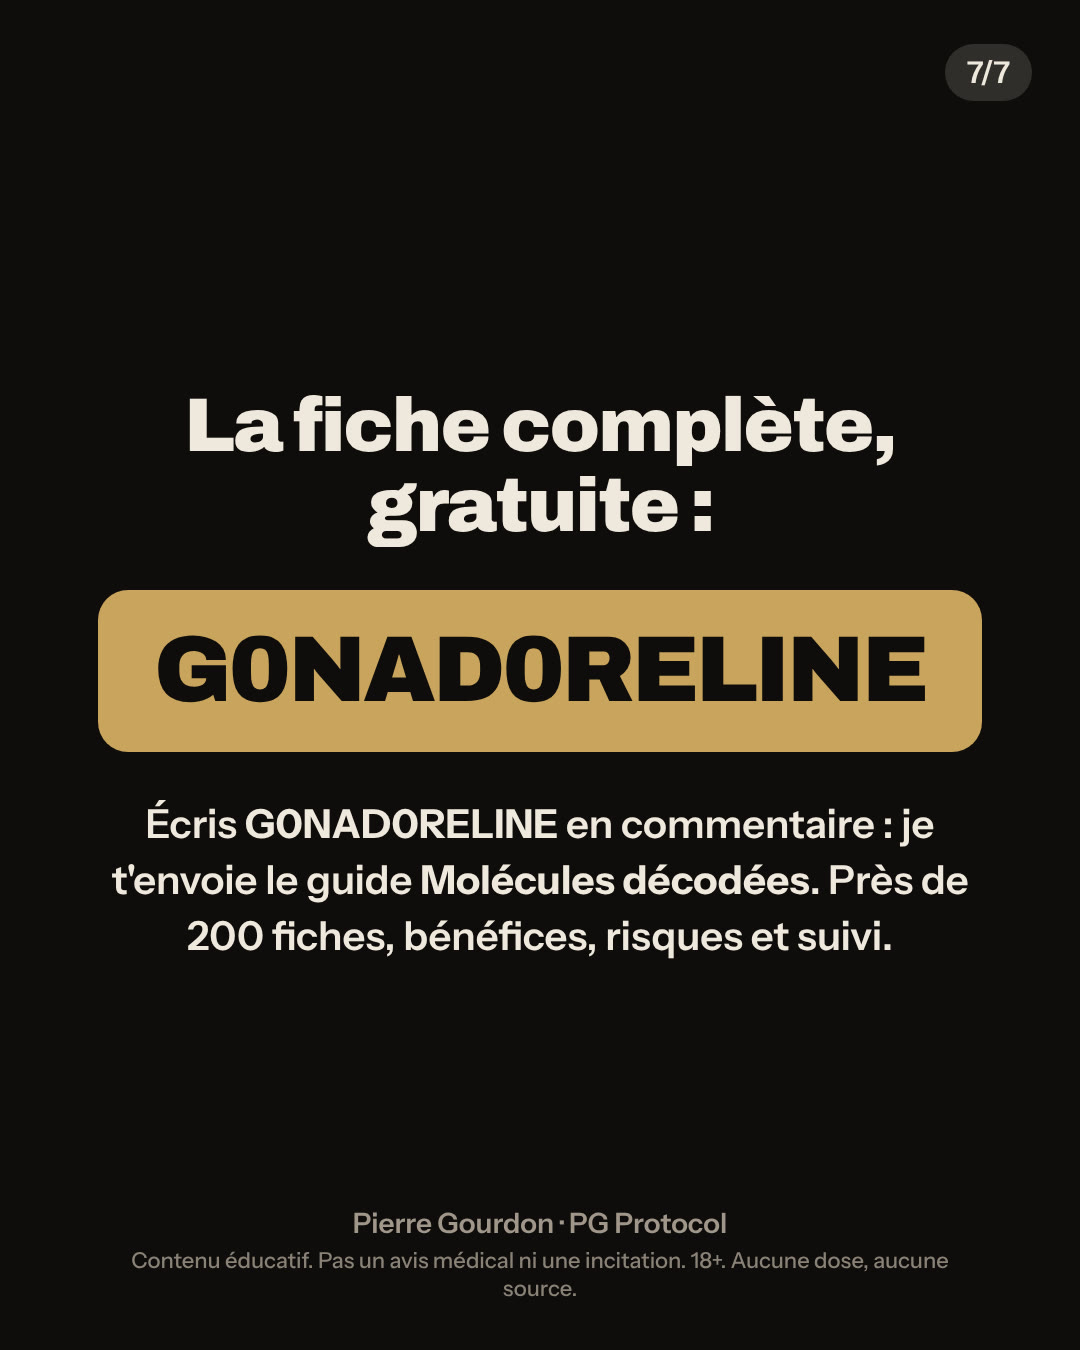 7/7
La fiche complète,
gratuite :
G0NAD0RELINE
Écris G0NAD0RELINE en commentaire : je
t'envoie le guide Molécules décodées. Près de
200 fiches, bénéfices, risques et suivi.
Pierre Gourdon · PG Protocol
Contenu éducatif. Pas un avis médical ni une incitation. 18+. Aucune dose, aucune
source.